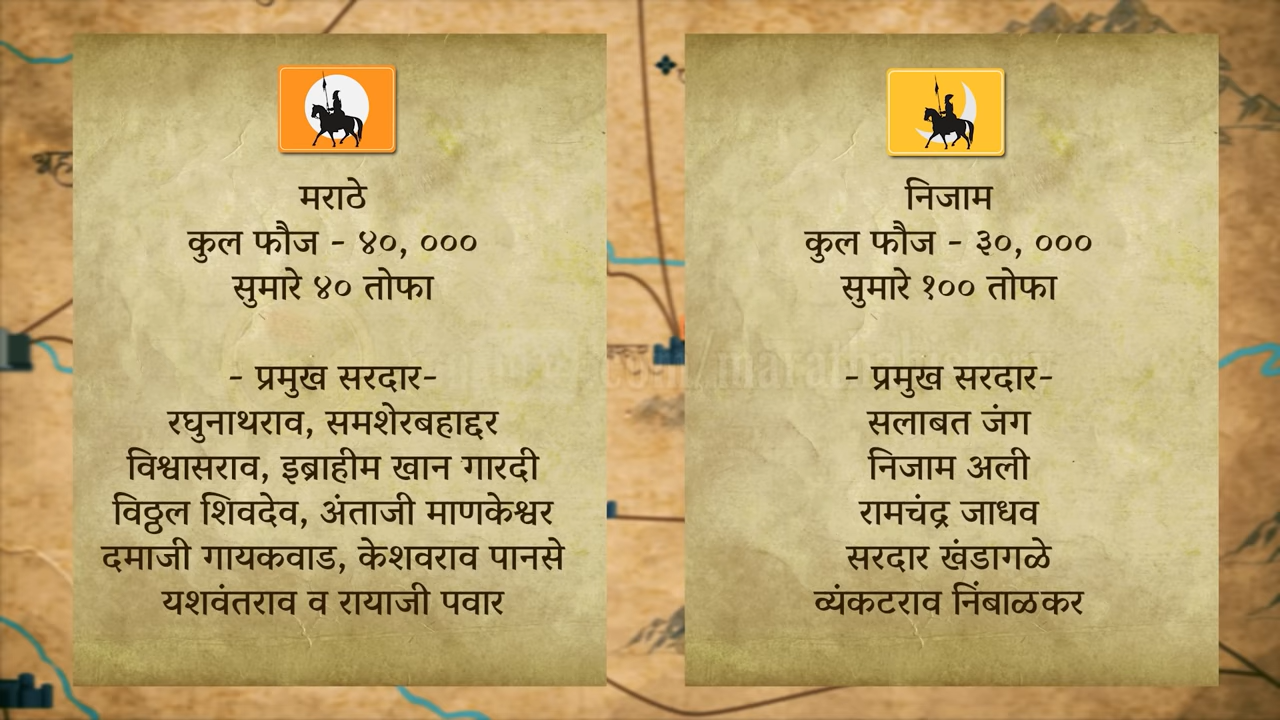 मराठे
कुल फौज - ४०, ०००
सुमारे ४० तोफा
- प्रमुख सरदार-
रघुनाथराव, समशेरबहाद्दर
विश्वासराव, इब्राहीम खान गारदी
विठ्ठल शिवदेव, अंताजी माणकेश्वर
दमाजी गायकवाड, केशवराव पानसे
यशवंतराव व रायाजी पवार
निजाम
कुल फौज - ३०, ०००
सुमारे १०० तोफा
- प्रमुख सरदार-
सलाबत जंग
निजाम अली
रामचंद्र जाधव
सरदार खंडागळे
व्यंकटराव निंबाळकर